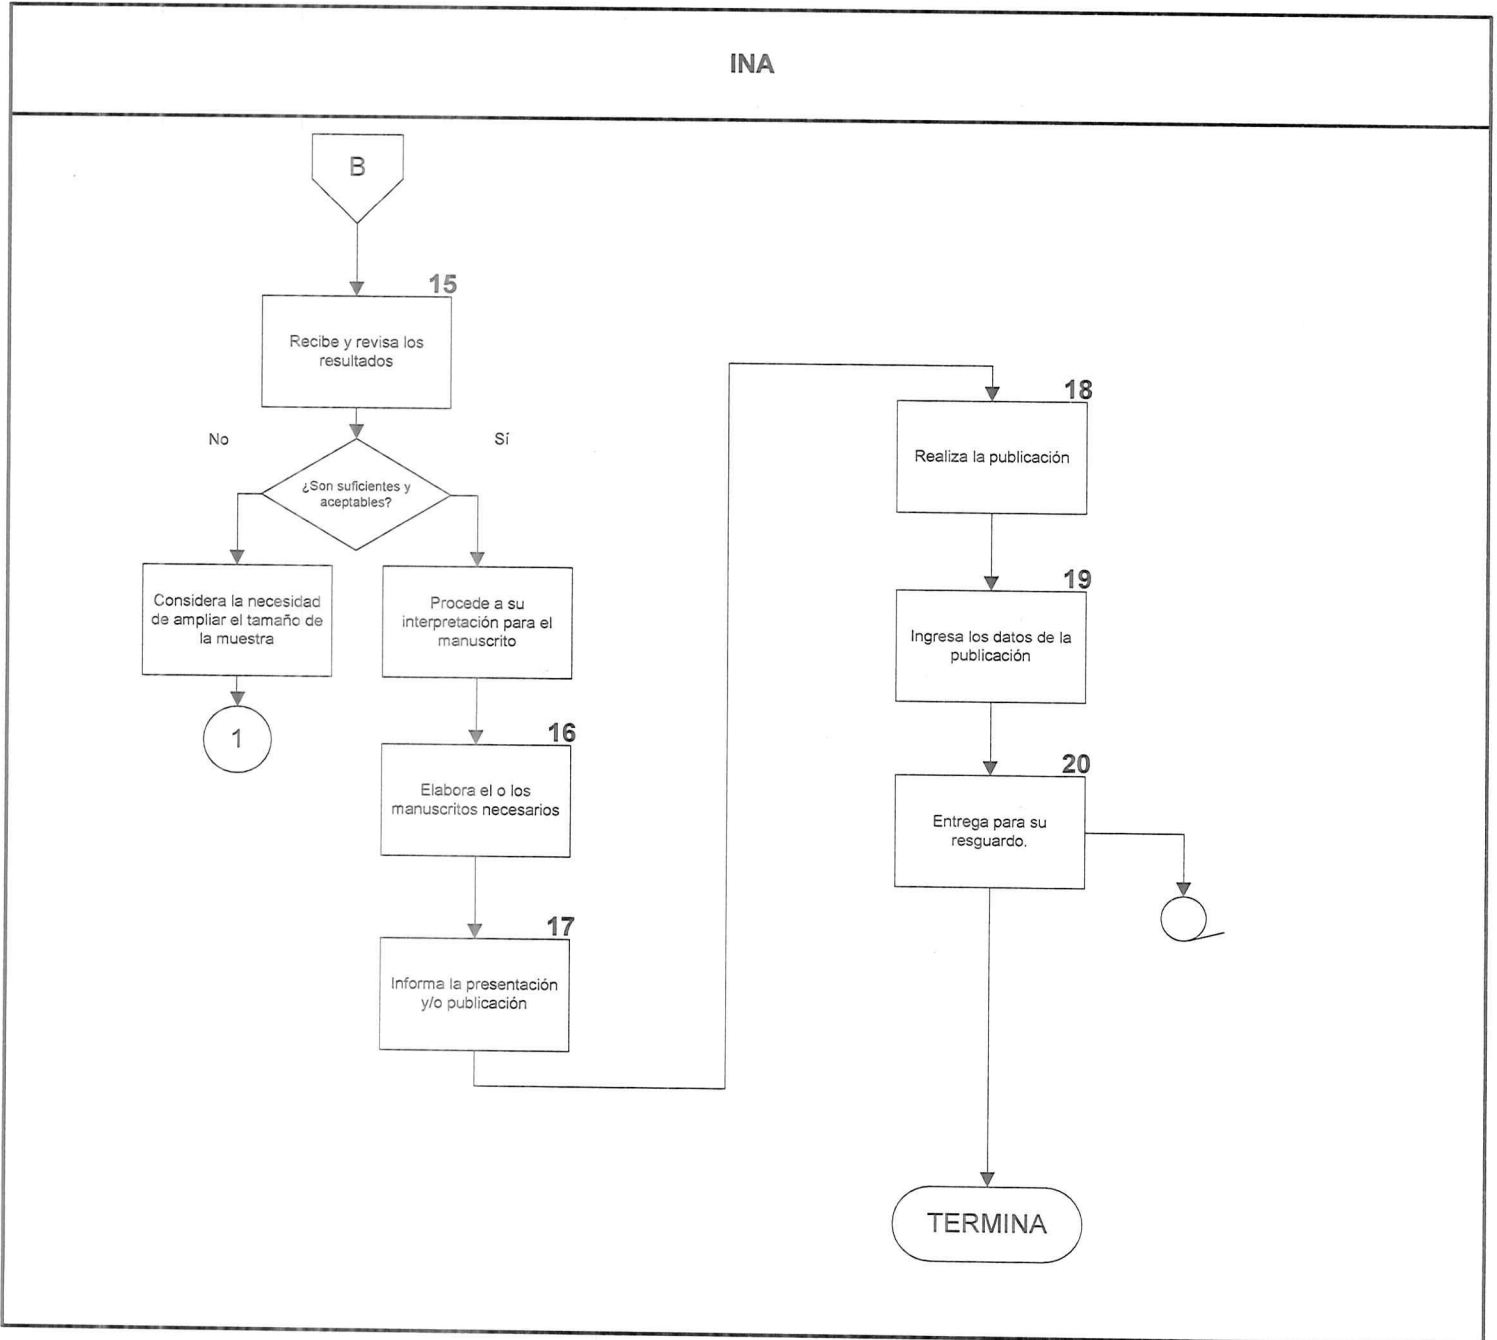 INA
B
15
Recibe y revisa los
resultados
No
Sí
¿Son suficientes y
aceptables?
Considera la necesidad
de ampliar el tamaño de
la muestra
1
Procede a su
interpretación para el
manuscrito
16
Elabora el o los
manuscritos necesarios
17
Informa la presentación
y/o publicación
18
Realiza la publicación
19
Ingresa los datos de la
publicación
20
Entrega para su
resguardo.
TERMINA